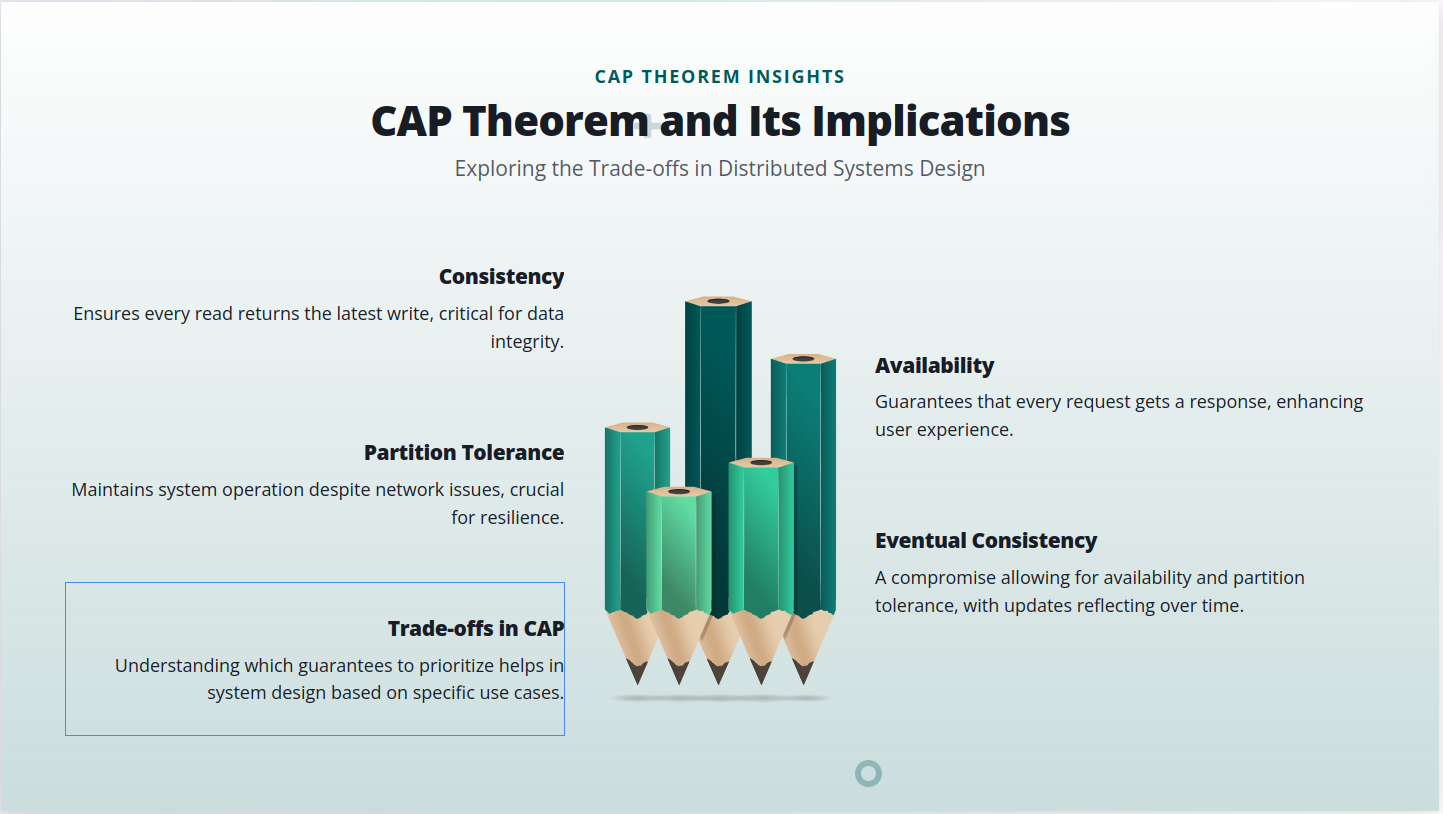 CAP THEOREM INSIGHTS
CAP Theorem and Its Implications
Exploring the Trade-offs in Distributed Systems Design
Consistency
Ensures every read returns the latest write, critical for data
integrity.
Partition Tolerance
Maintains system operation despite network issues, crucial
for resilience.
Trade-offs in CAP
Understanding which guarantees to prioritize helps in
system design based on specific use cases.
Availability
Guarantees that every request gets a response, enhancing
user experience.
Eventual Consistency
A compromise allowing for availability and partition
tolerance, with updates reflecting over time.